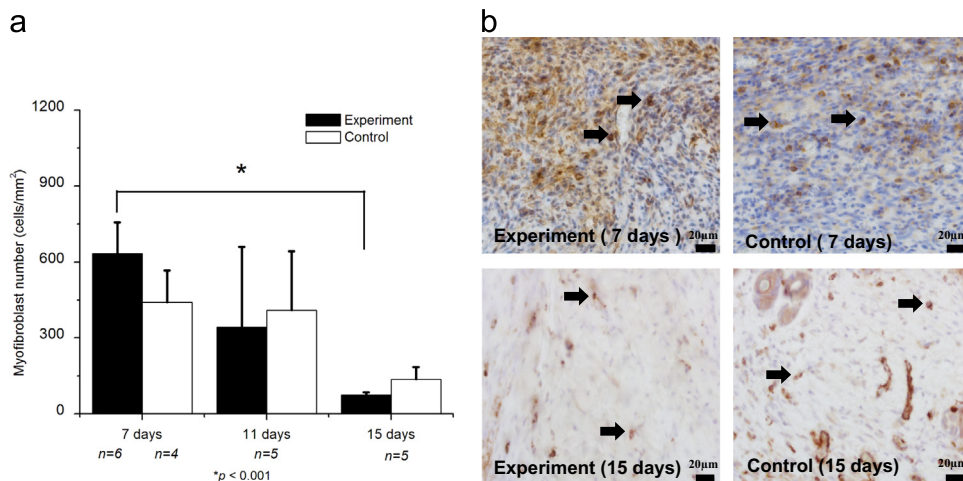 a
1200
900
600
300
0
Myofibroblast number (cells/mm²)
Experiment
Control
*
7 days
11 days
15 days
n=6
n=4
n=5
n=5
*p < 0.001
b
Experiment ( 7 days )
20µm
Control ( 7 days)
20µm
Experiment (15 days)
20µm
Control (15 days)
20µm